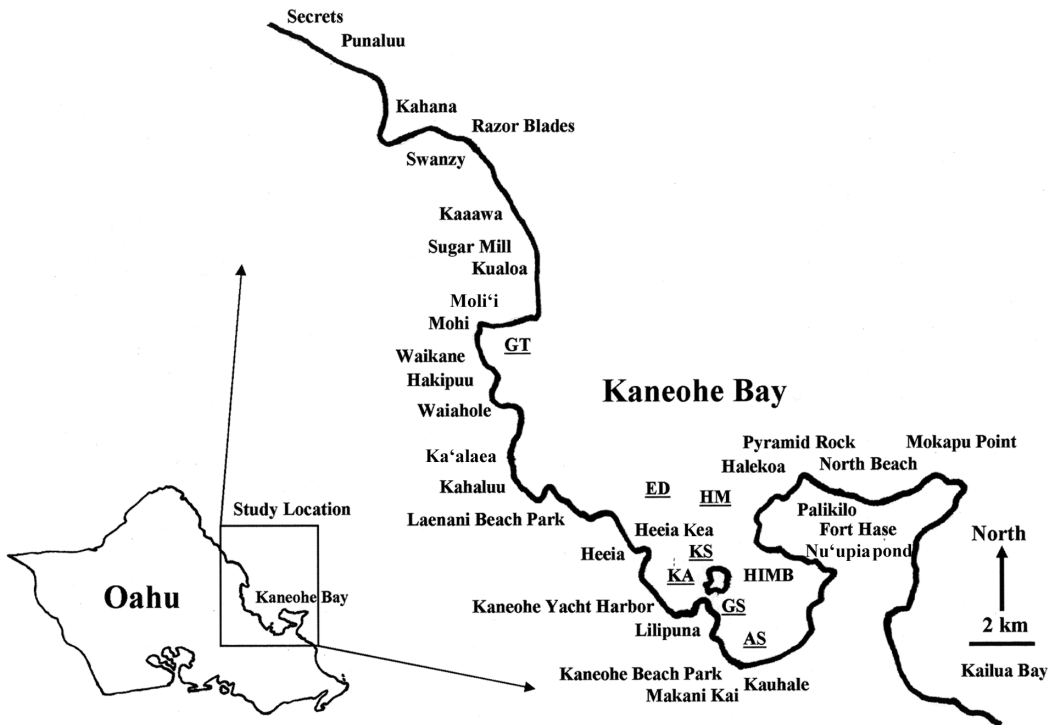 Secrets
Punaluu
Kahana
Razor Blades
Swanzy
Kaaawa
Sugar Mill
Kualoa
Moli‘i
Mohi
GT
Waikane
Hakipuu
Waiahole
Kaneohe Bay
Ka‘alaea
Kahaluu
Laenani Beach Park
Heeia
ED
HM
Heeia Kea
KS
KA
HIMB
GS
AS
Kaneohe Yacht Harbor
Lilipuna
Kaneohe Beach Park
Makani Kai
Kauhale
Pyramid Rock
Mokapu Point
Halekoa
North Beach
Palikilo
Fort Hase
Nu‘upia pond
North
2 km
Kailua Bay
Study Location
Oahu
Kaneohe Bay